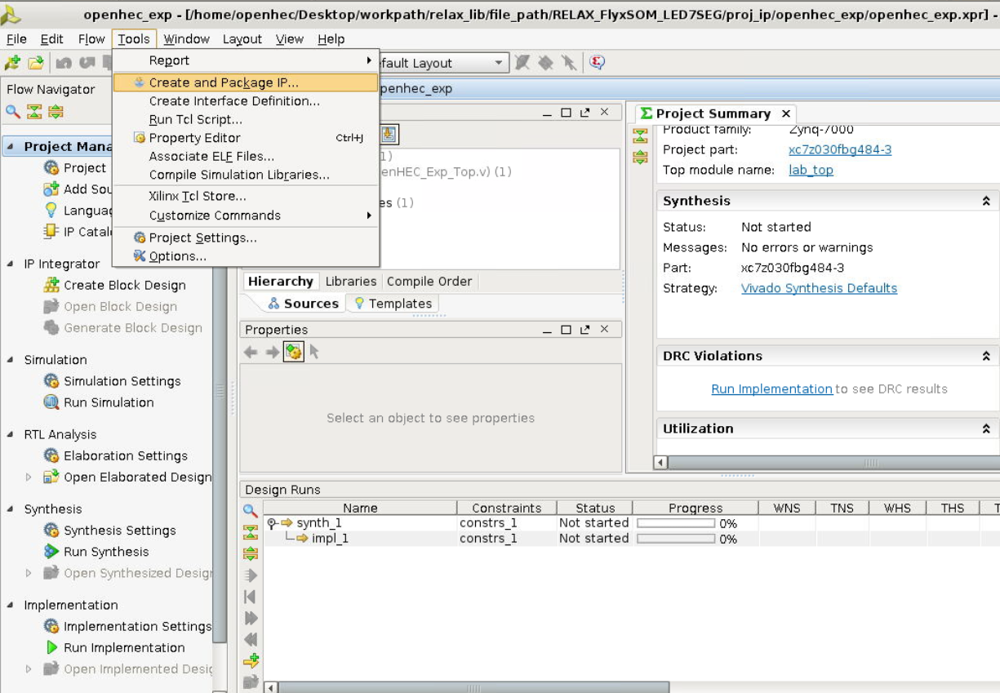 openhec_exp - [/home/openhec/Desktop/workpath/relax_lib/file_path/RELAX_FlyxSOM_LED7SEG/proj_ip/openhec_exp/openhec_exp.xpr] -
File Edit Flow Tools Window Layout View Help
Report
Create and Package IP...
Create Interface Definition...
Run Tcl Script...
Property Editor Ctrl+J
Associate ELF Files...
Compile Simulation Libraries...
Xilinx Tcl Store...
Customize Commands
Project Settings...
Options...
fault Layout
Flow Navigator
penhec_exp
Project Mana
Project
Add Sou
Languag
IP Catal
IP Integrator
Create Block Design
Open Block Design
Generate Block Design
Simulation
Simulation Settings
Run Simulation
RTL Analysis
Elaboration Settings
Open Elaborated Design
Synthesis
Synthesis Settings
Run Synthesis
Open Synthesized Design
Implementation
Implementation Settings
Run Implementation
Open Implemented Desig
1)
enHEC_Exp_Top.v) (1)
es (1)
Hierarchy Libraries Compile Order
Sources Templates
Properties
Select an object to see properties
Project Summary
Product family: Zynq-7000
Project part: xc7z030fbg484-3
Top module name: lab_top
Synthesis
Status: Not started
Messages: No errors or warnings
Part: xc7z030fbg484-3
Strategy: Vivado Synthesis Defaults
DRC Violations
Run Implementation to see DRC results
Utilization
Design Runs
Name Constraints Status Progress WNS TNS WHS THS T
synth_1 constrs_1 Not started 0%
impl_1 constrs_1 Not started 0%